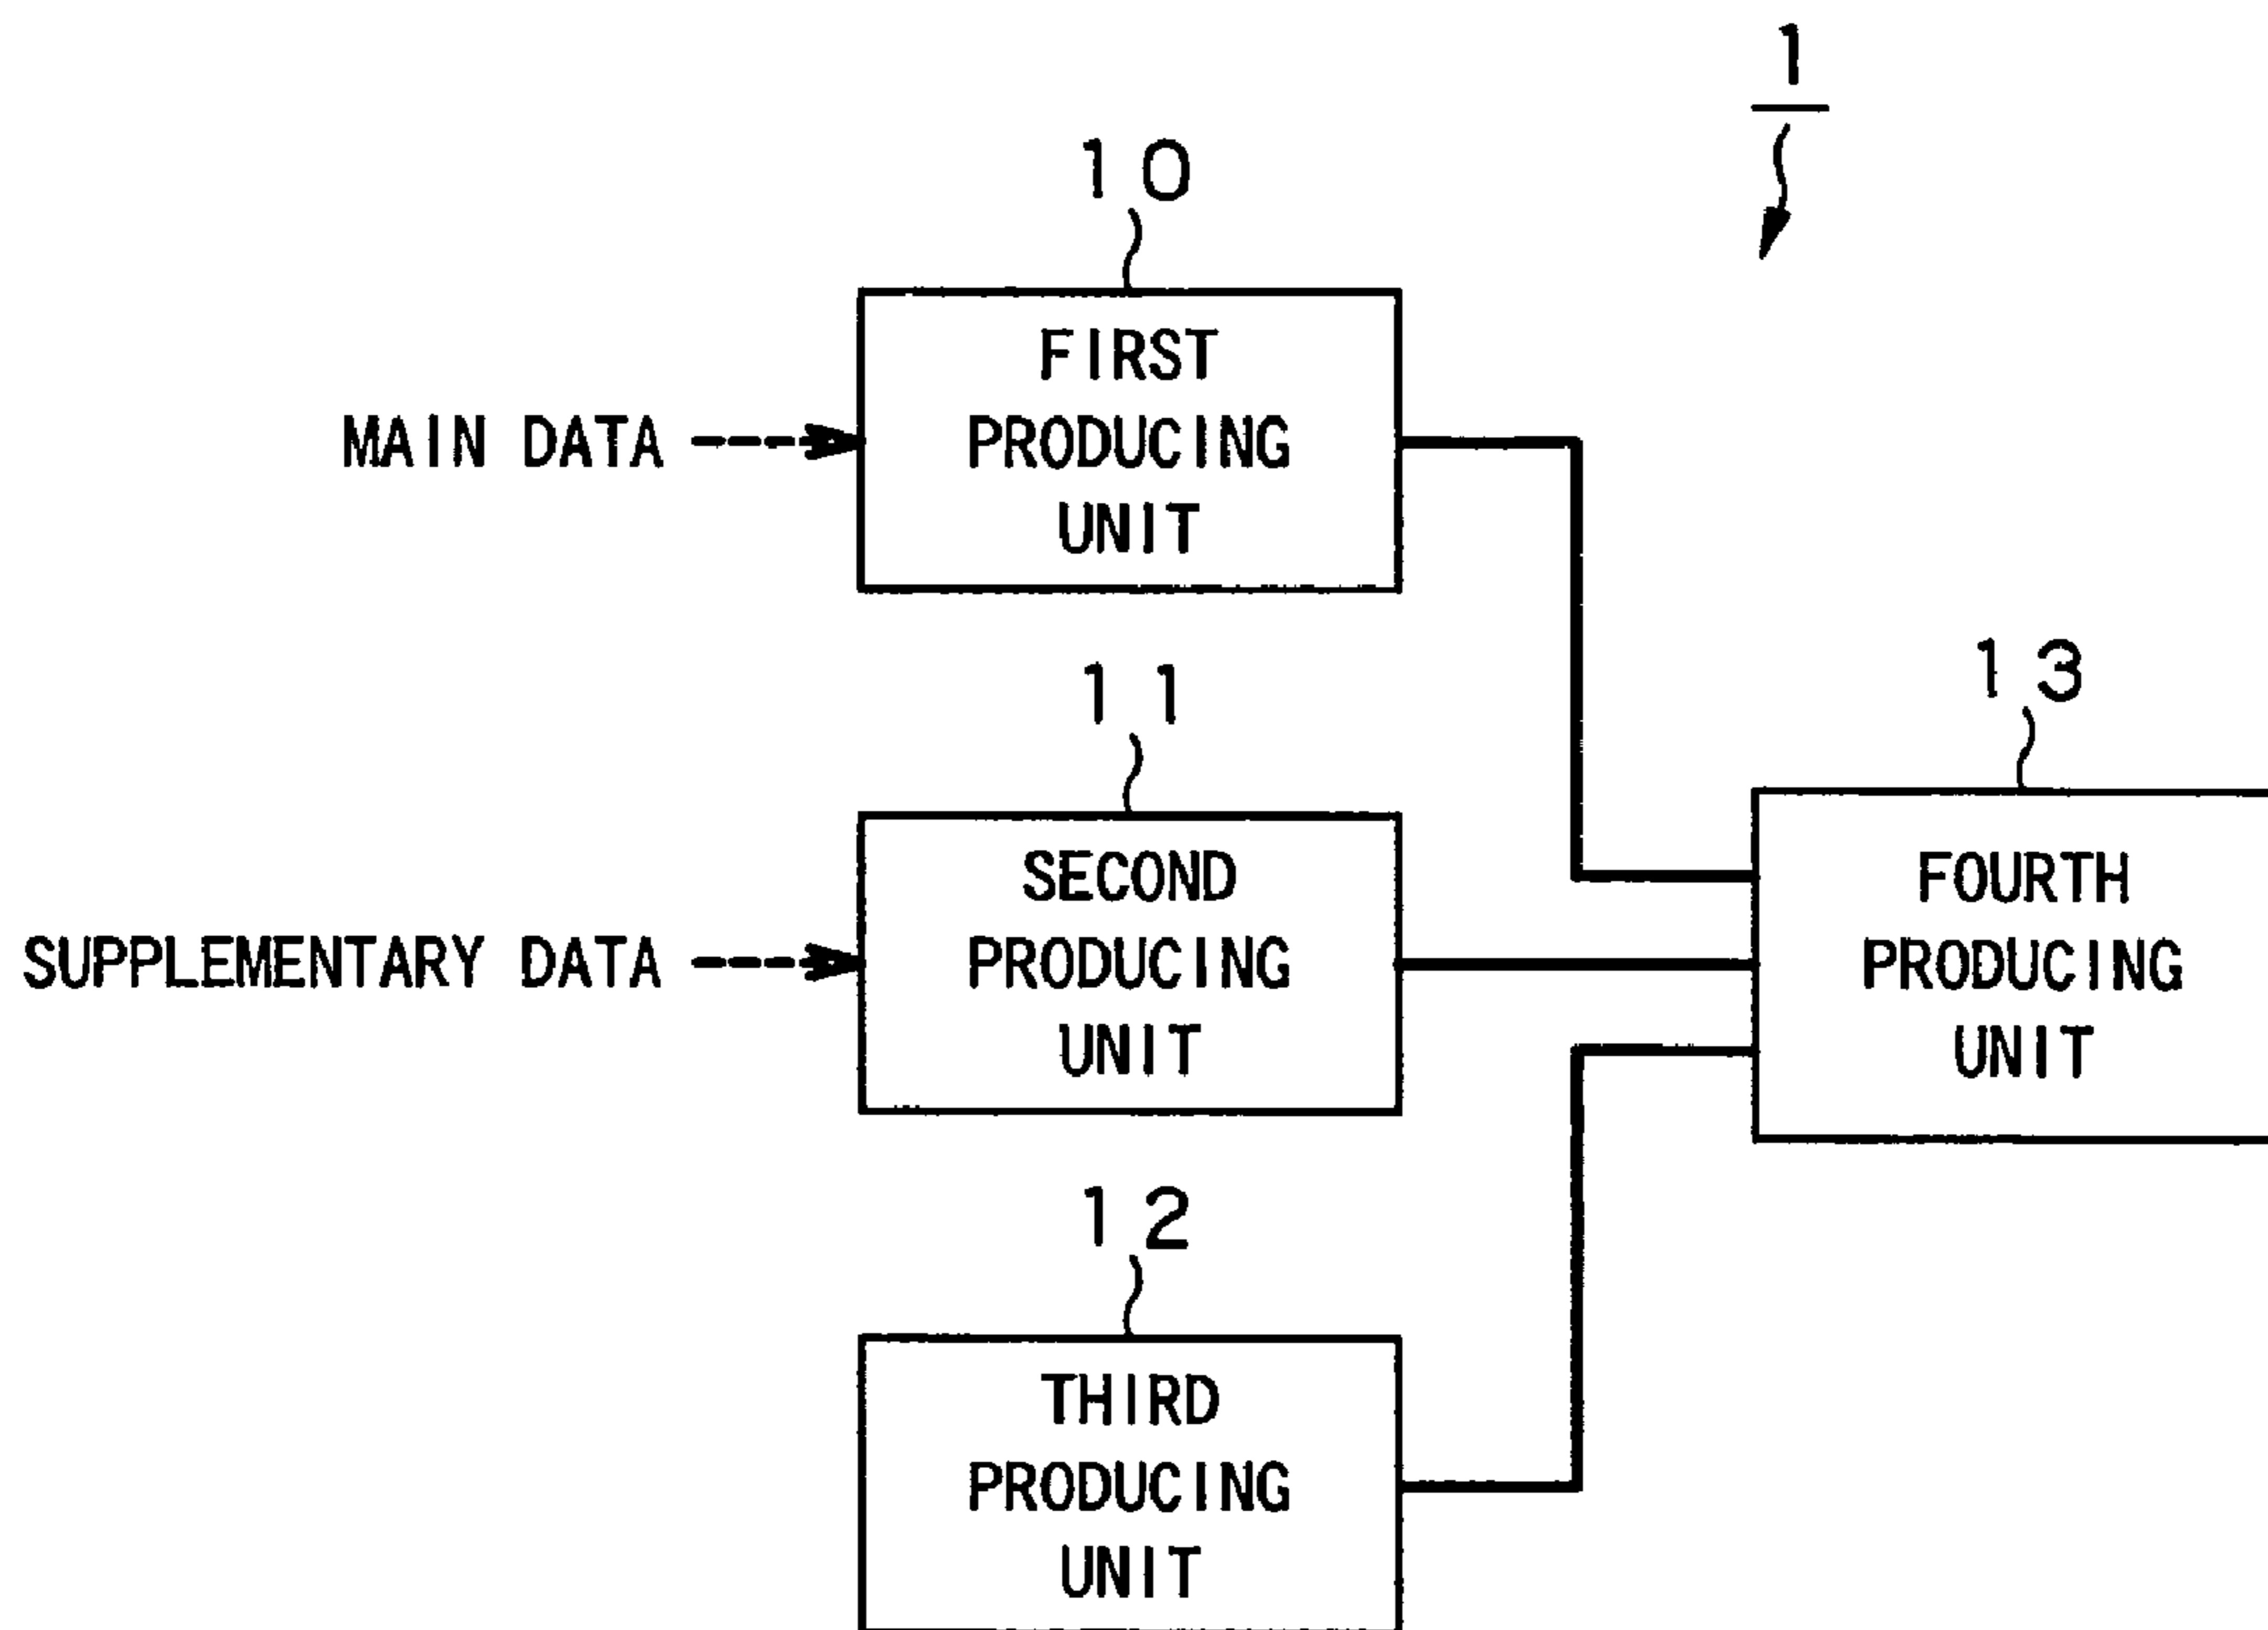 1
10
FIRST
MAIN DATA
PRODUCING
UNIT
11
13
SECOND
SUPPLEMENTARY DATA
PRODUCING
UNIT
FOURTH
PRODUCING
UNIT
12
THIRD
PRODUCING
UNIT